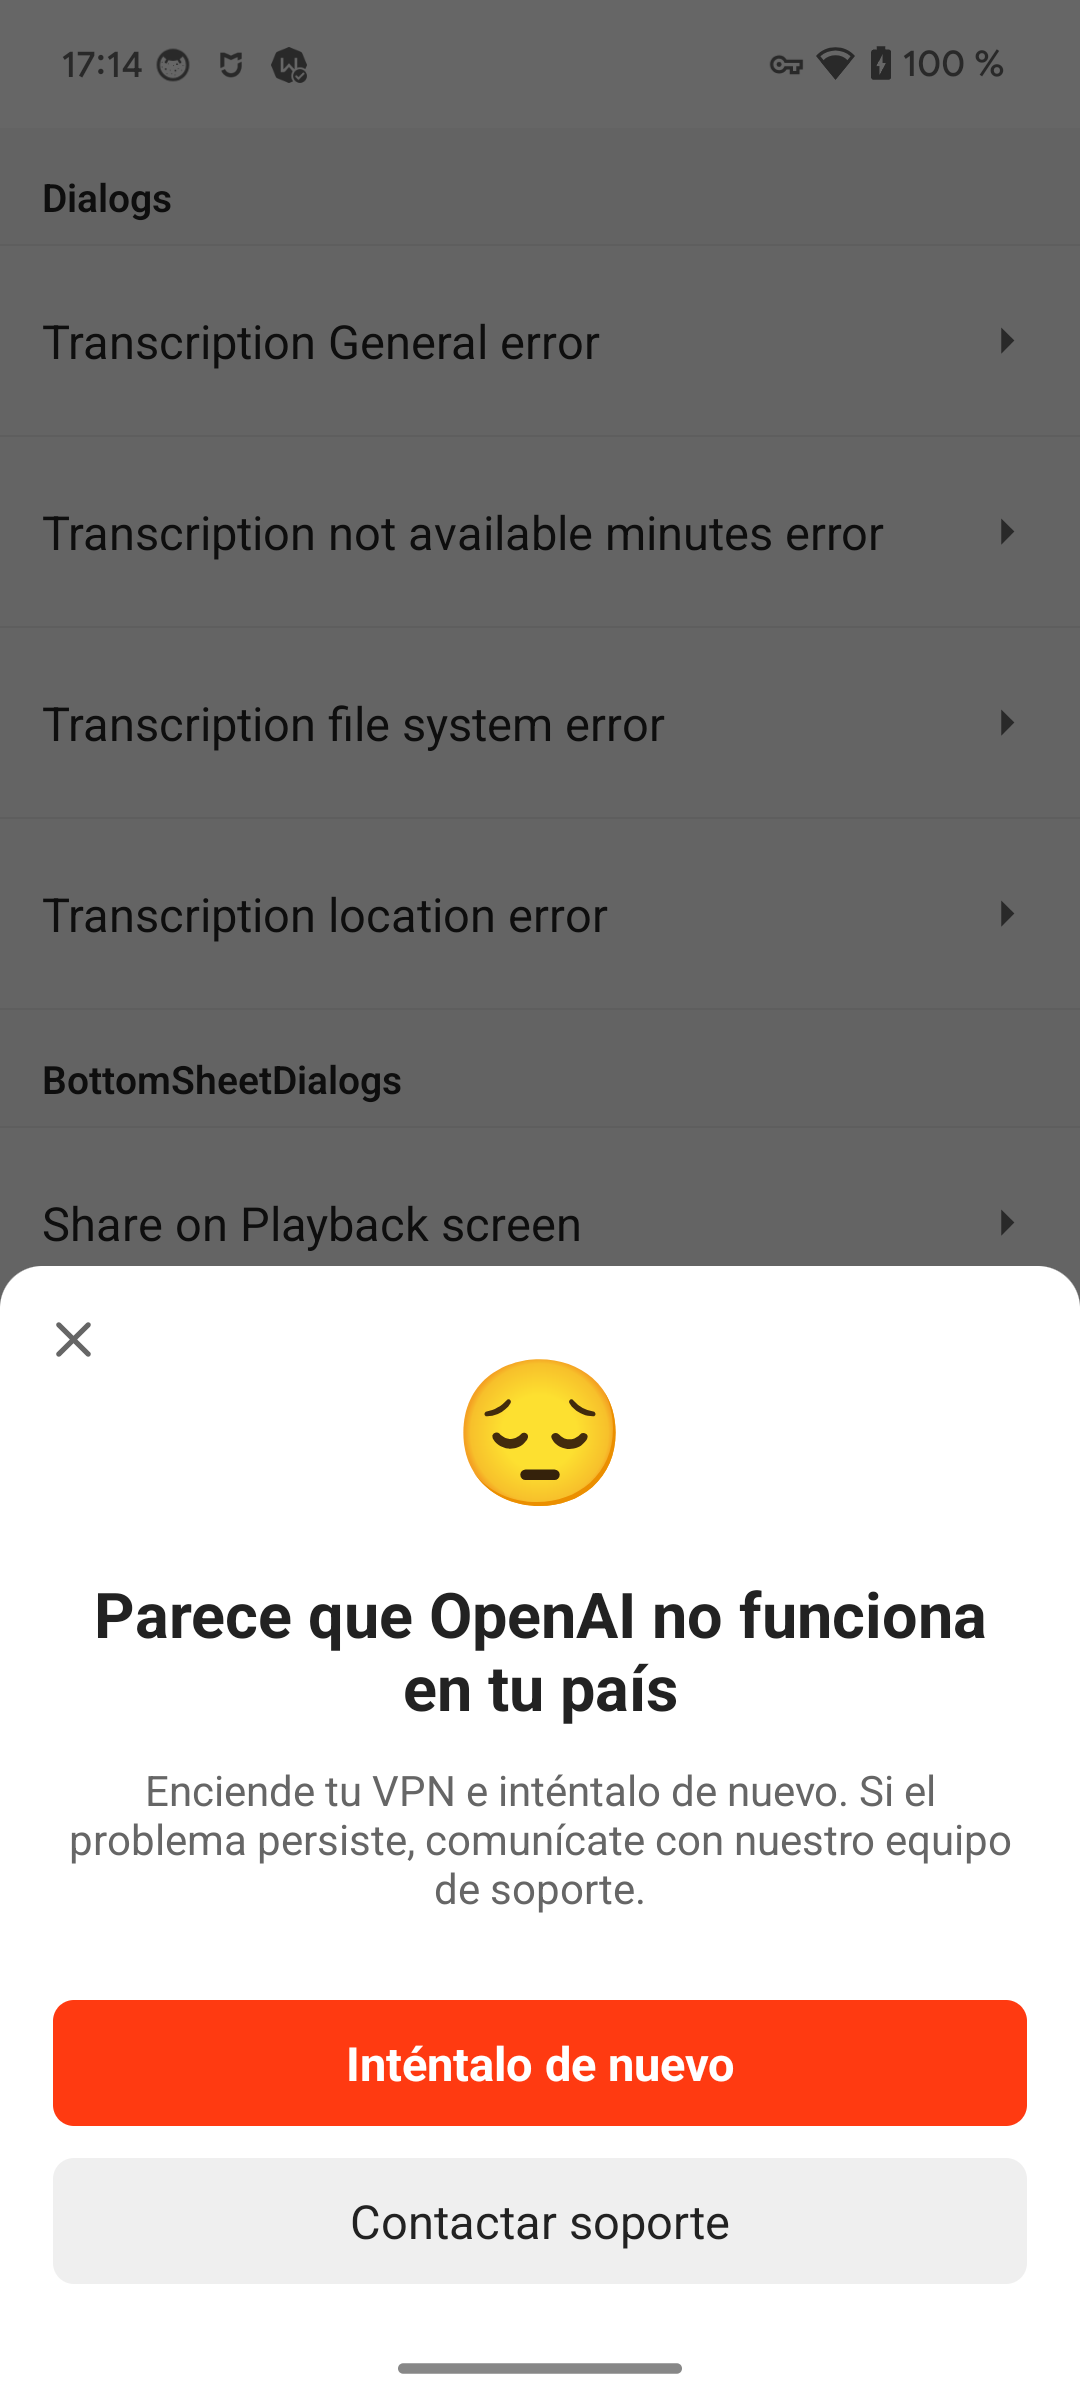 17:14
100 %
Dialogs
Transcription General error
Transcription not available minutes error
Transcription file system error
Transcription location error
BottomSheetDialogs
Share on Playback screen
Parece que OpenAI no funciona
en tu país
Enciende tu VPN e inténtalo de nuevo. Si el
problema persiste, comunícate con nuestro equipo
de soporte.
Inténtalo de nuevo
Contactar soporte